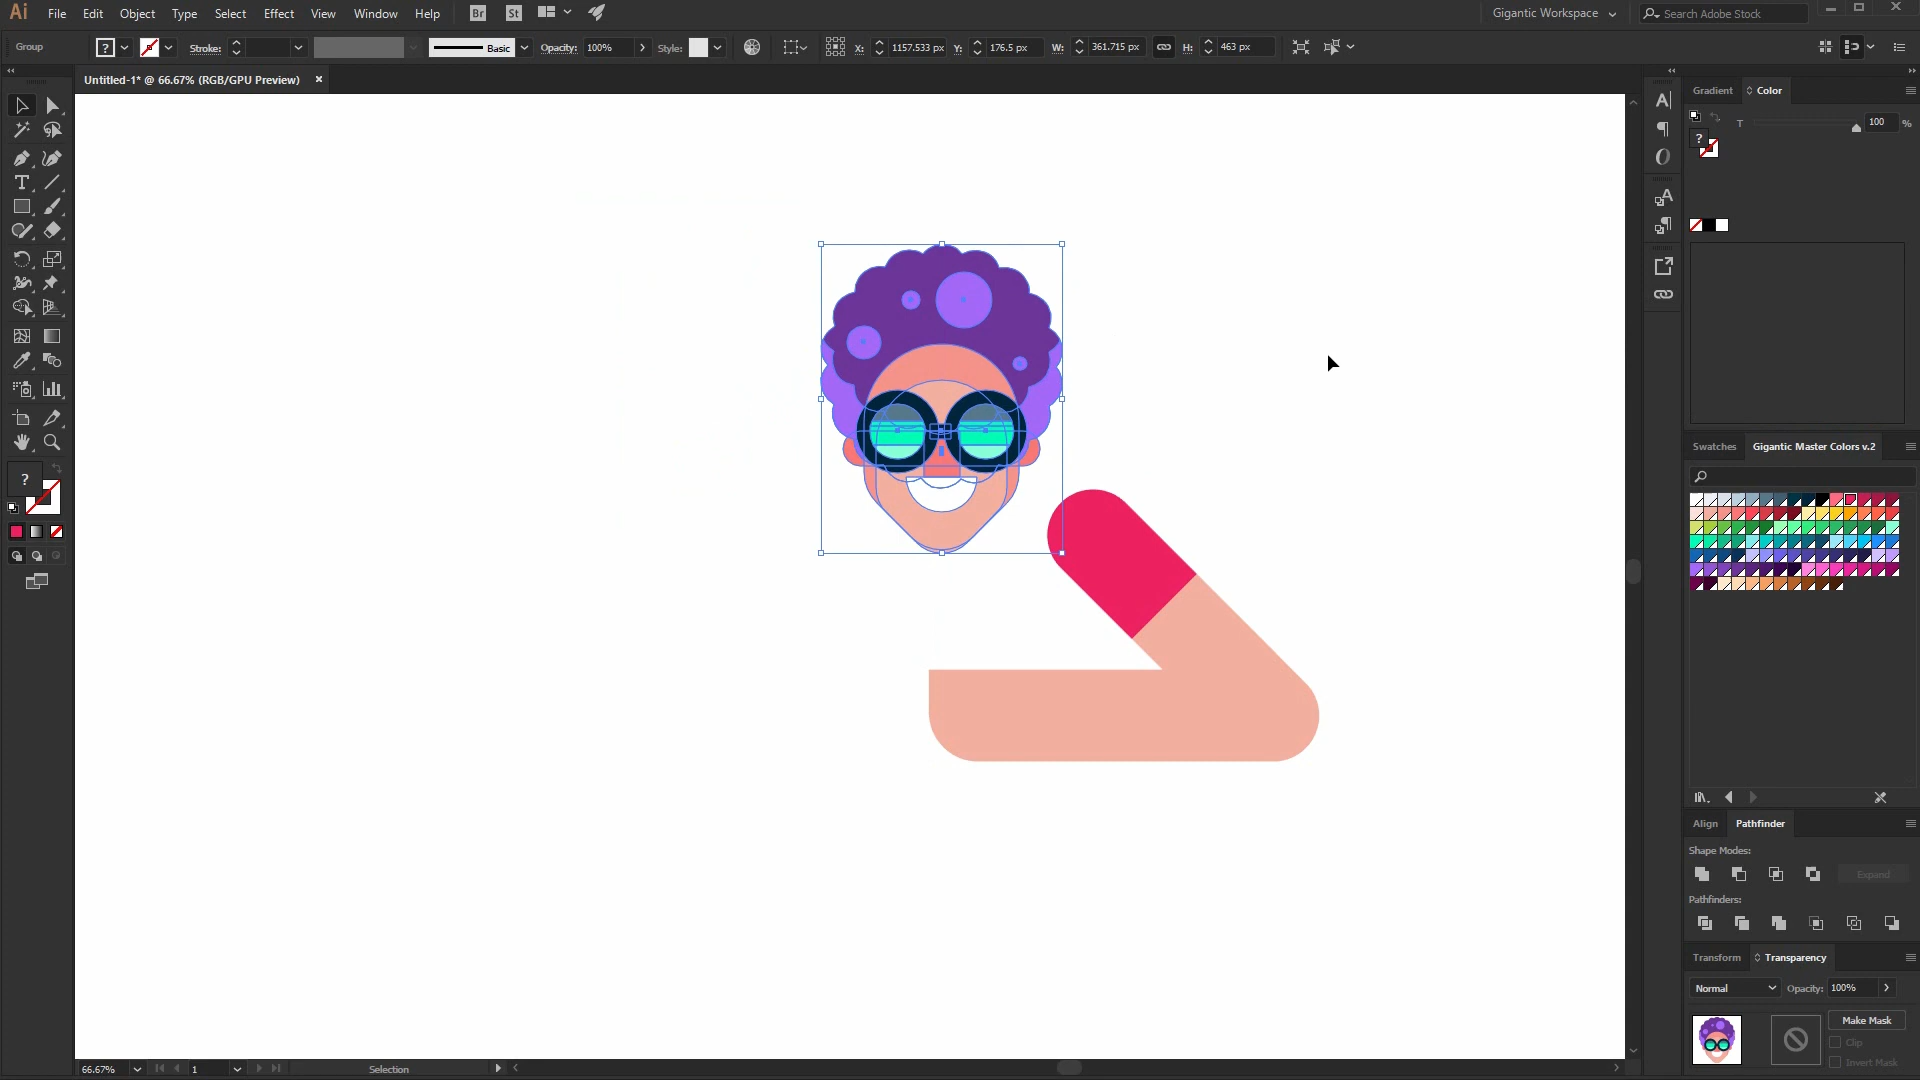 Ai File Edit Object Type Select Effect View Window Help Br St Gigantic Workspace Search Adobe Stock
Group ? Stroke: Basic Opacity: 100% Style: X: 1157.533 px Y: 176.5 px W: 361.715 px H: 463 px
Untitled-1* @ 66.67% (RGB/GPU Preview) ×
Gradient Color
T 100 %
?
Swatches Gigantic Master Colors v.2
?
Align Pathfinder
Shape Modes:
Expand
Pathfinders:
Transform Transparency
Normal Opacity: 100%
Make Mask
Clip
Invert Mask
66.67% 1 Selection